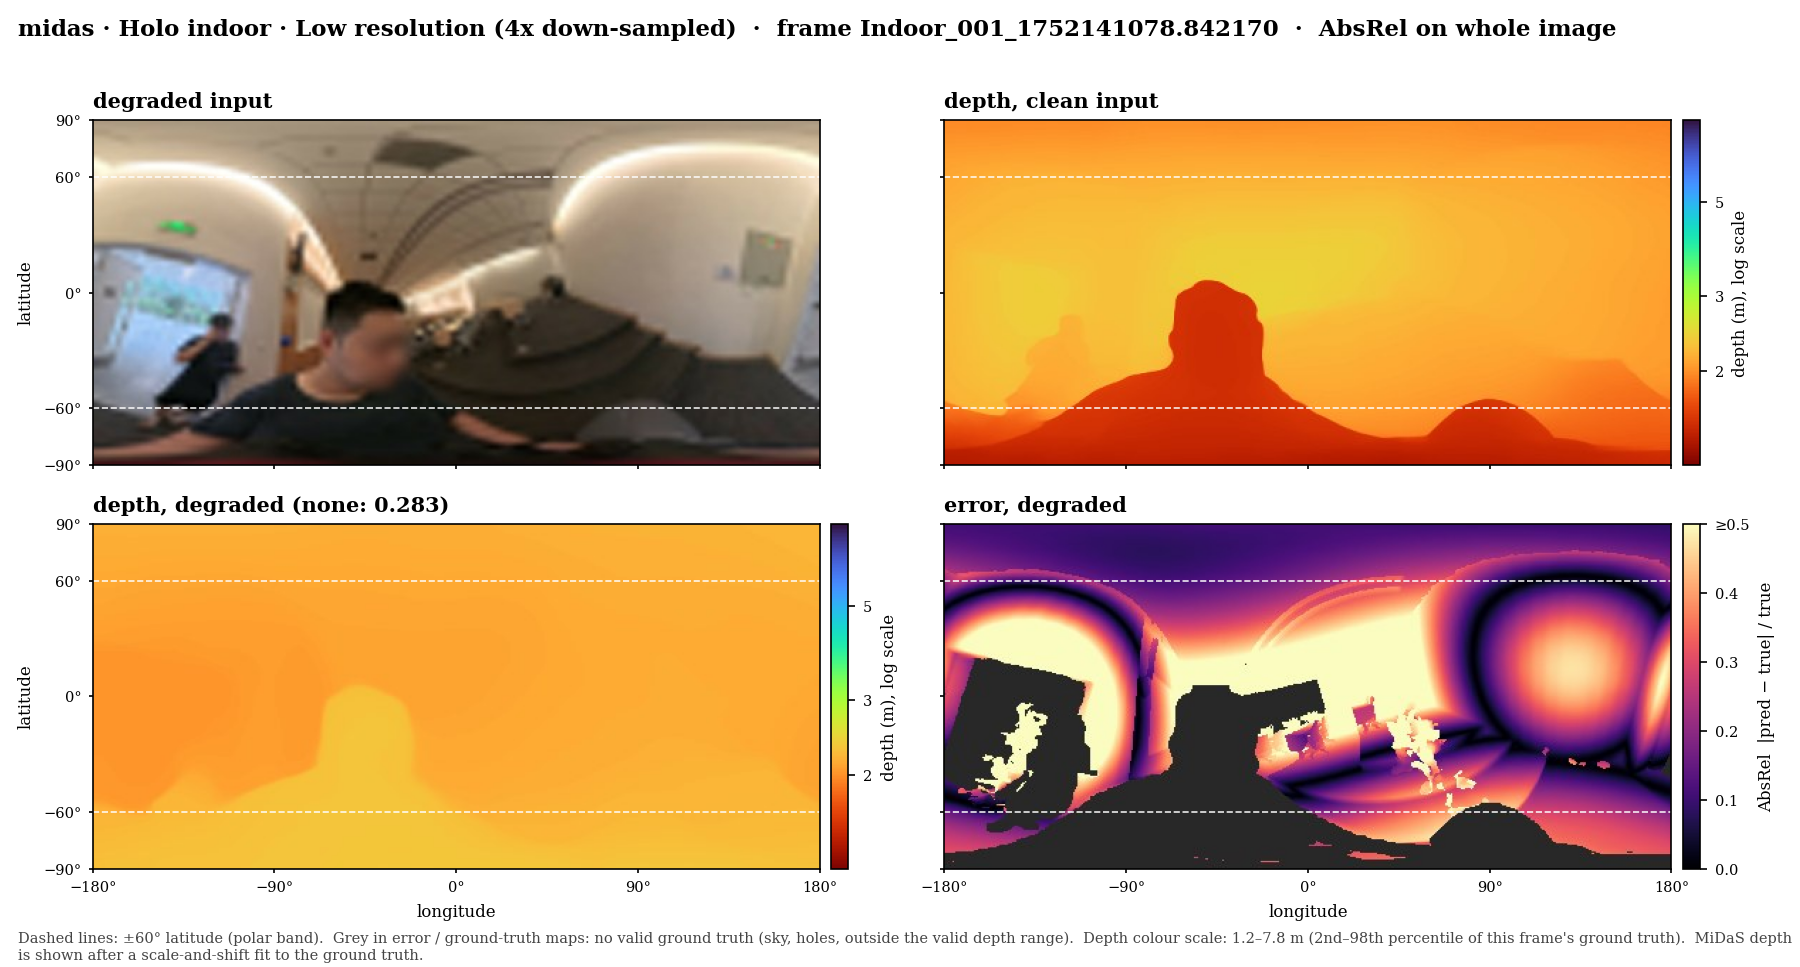 midas · Holo indoor · Low resolution (4x down-sampled) · frame Indoor_001_1752141078.842170 · AbsRel on whole image
degraded input
depth, clean input
90°
60°
0°
−60°
−90°
latitude
5
3
2
depth (m), log scale
depth, degraded (none: 0.283)
error, degraded
90°
60°
0°
−60°
−90°
latitude
−180°
−90°
0°
90°
180°
longitude
5
3
2
depth (m), log scale
−180°
−90°
0°
90°
180°
longitude
≥0.5
0.4
0.3
0.2
0.1
0.0
AbsRel |pred − true| / true
Dashed lines: ±60° latitude (polar band). Grey in error / ground-truth maps: no valid ground truth (sky, holes, outside the valid depth range). Depth colour scale: 1.2–7.8 m (2nd–98th percentile of this frame's ground truth). MiDaS depth
is shown after a scale-and-shift fit to the ground truth.